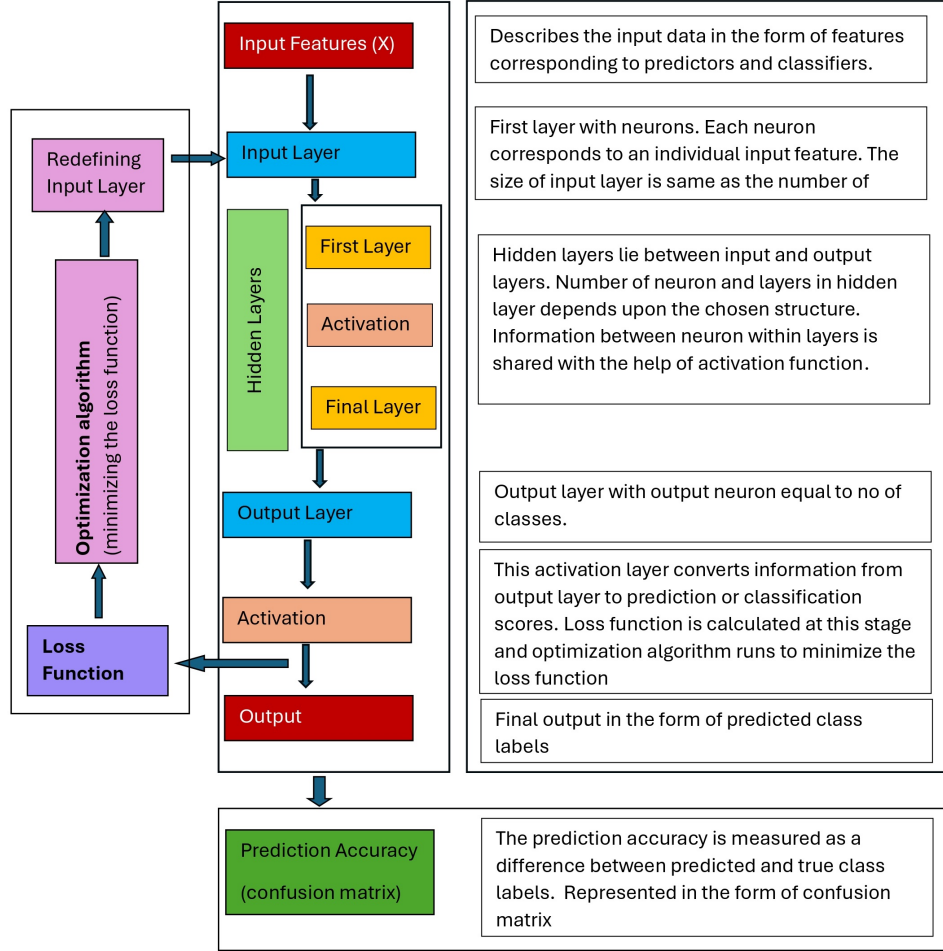 Input Features (X)
Describes the input data in the form of features
corresponding to predictors and classifiers.
Redefining
Input Layer
Input Layer
First layer with neurons. Each neuron
corresponds to an individual input feature. The
size of input layer is same as the number of
Hidden Layers
First Layer
Activation
Final Layer
Hidden layers lie between input and output
layers. Number of neuron and layers in hidden
layer depends upon the chosen structure.
Information between neuron within layers is
shared with the help of activation function.
Optimization algorithm
(minimizing the loss function)
Output Layer
Output layer with output neuron equal to no of
classes.
Activation
This activation layer converts information from
output layer to prediction or classification
scores. Loss function is calculated at this stage
and optimization algorithm runs to minimize the
loss function
Loss
Function
Output
Final output in the form of predicted class
labels
Prediction Accuracy
(confusion matrix)
The prediction accuracy is measured as a
difference between predicted and true class
labels. Represented in the form of confusion
matrix